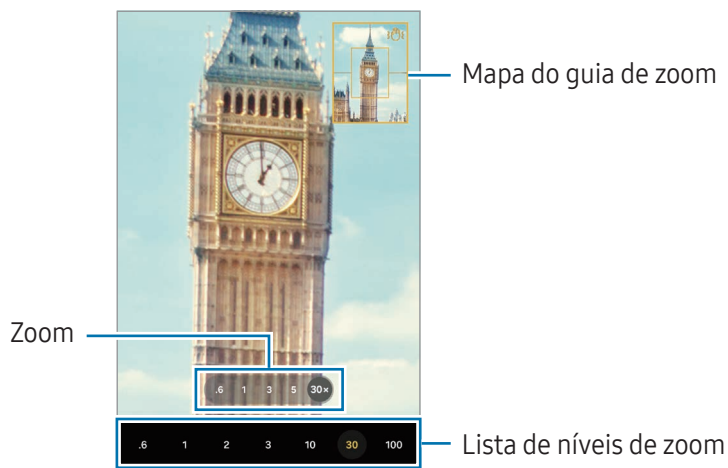 Mapa do guia de zoom
Zoom
.6 1 3 5 30×
.6 1 2 3 10 30 100
Lista de níveis de zoom